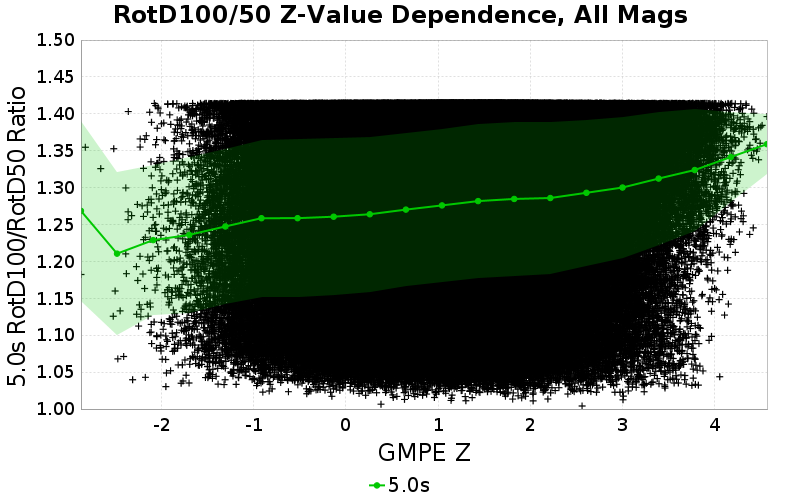 RotD100/50 Z-Value Dependence, All Mags
5.0s RotD100/RotD50 Ratio
1.50
1.45
1.40
1.35
1.30
1.25
1.20
1.15
1.10
1.05
1.00
-2 -1 0 1 2 3 4
GMPE Z
5.0s